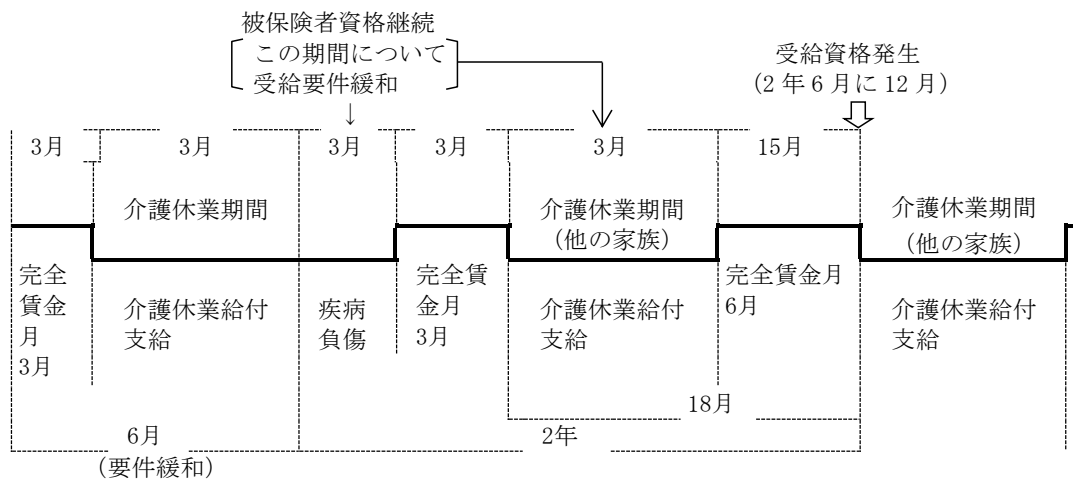 被保険者資格継続
この期間について
受給要件緩和
↓
受給資格発生
（2年6月に12月）
3月
3月
3月
3月
3月
15月
介護休業期間
介護休業期間
（他の家族）
介護休業期間
（他の家族）
完全
賃金
月
3月
介護休業給付
支給
疾病
負傷
完全賃
金月
3月
介護休業給付
支給
完全賃金月
6月
介護休業給付
支給
18月
6月
（要件緩和）
2年